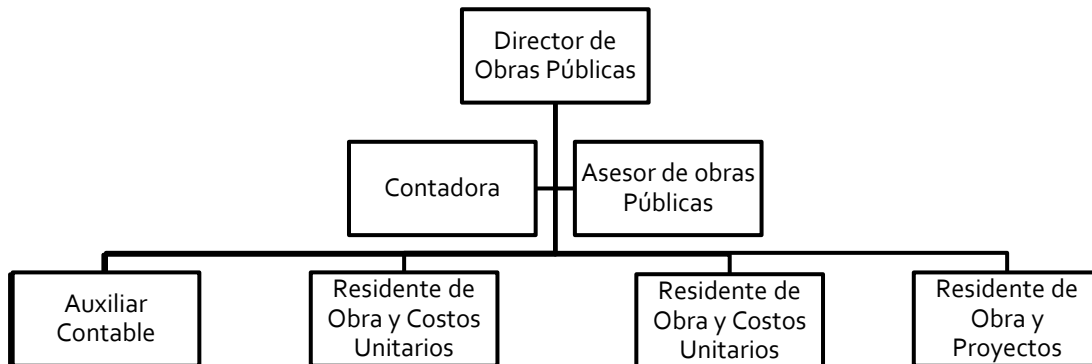 Director de
Obras Públicas
Contadora
Asesor de obras
Públicas
Auxiliar
Contable
Residente de
Obra y Costos
Unitarios
Residente de
Obra y Costos
Unitarios
Residente de
Obra y
Proyectos